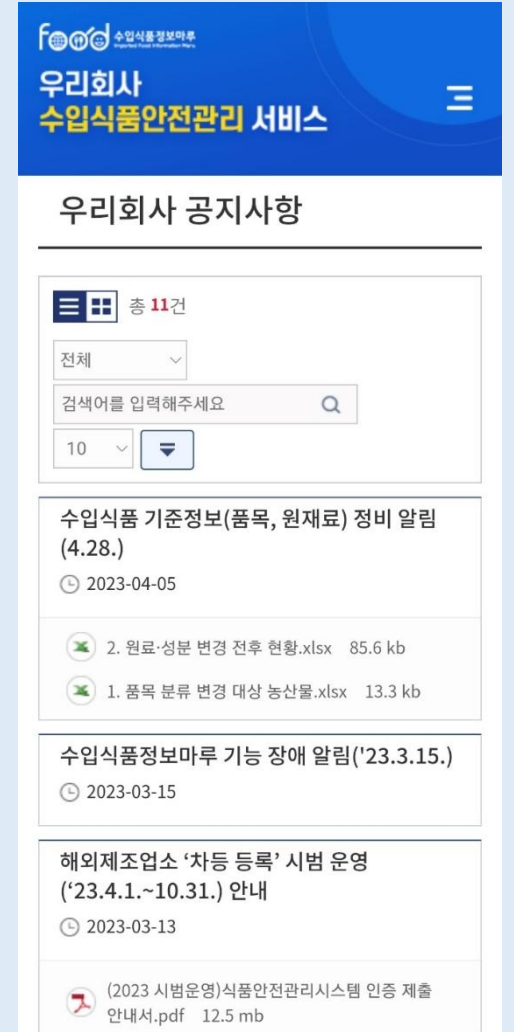 food 수입식품정보마루
Imported Food Information Maru
우리회사
수입식품안전관리 서비스
우리회사 공지사항
총 11건
전체
검색어를 입력해주세요
10
수입식품 기준정보(품목, 원재료) 정비 알림
(4.28.)
2023-04-05
2. 원료·성분 변경 전후 현황.xlsx 85.6 kb
1. 품목 분류 변경 대상 농산물.xlsx 13.3 kb
수입식품정보마루 기능 장애 알림('23.3.15.)
2023-03-15
해외제조업소 ‘차등 등록’ 시범 운영
(‘23.4.1.~10.31.) 안내
2023-03-13
(2023 시범운영)식품안전관리시스템 인증 제출
안내서.pdf 12.5 mb